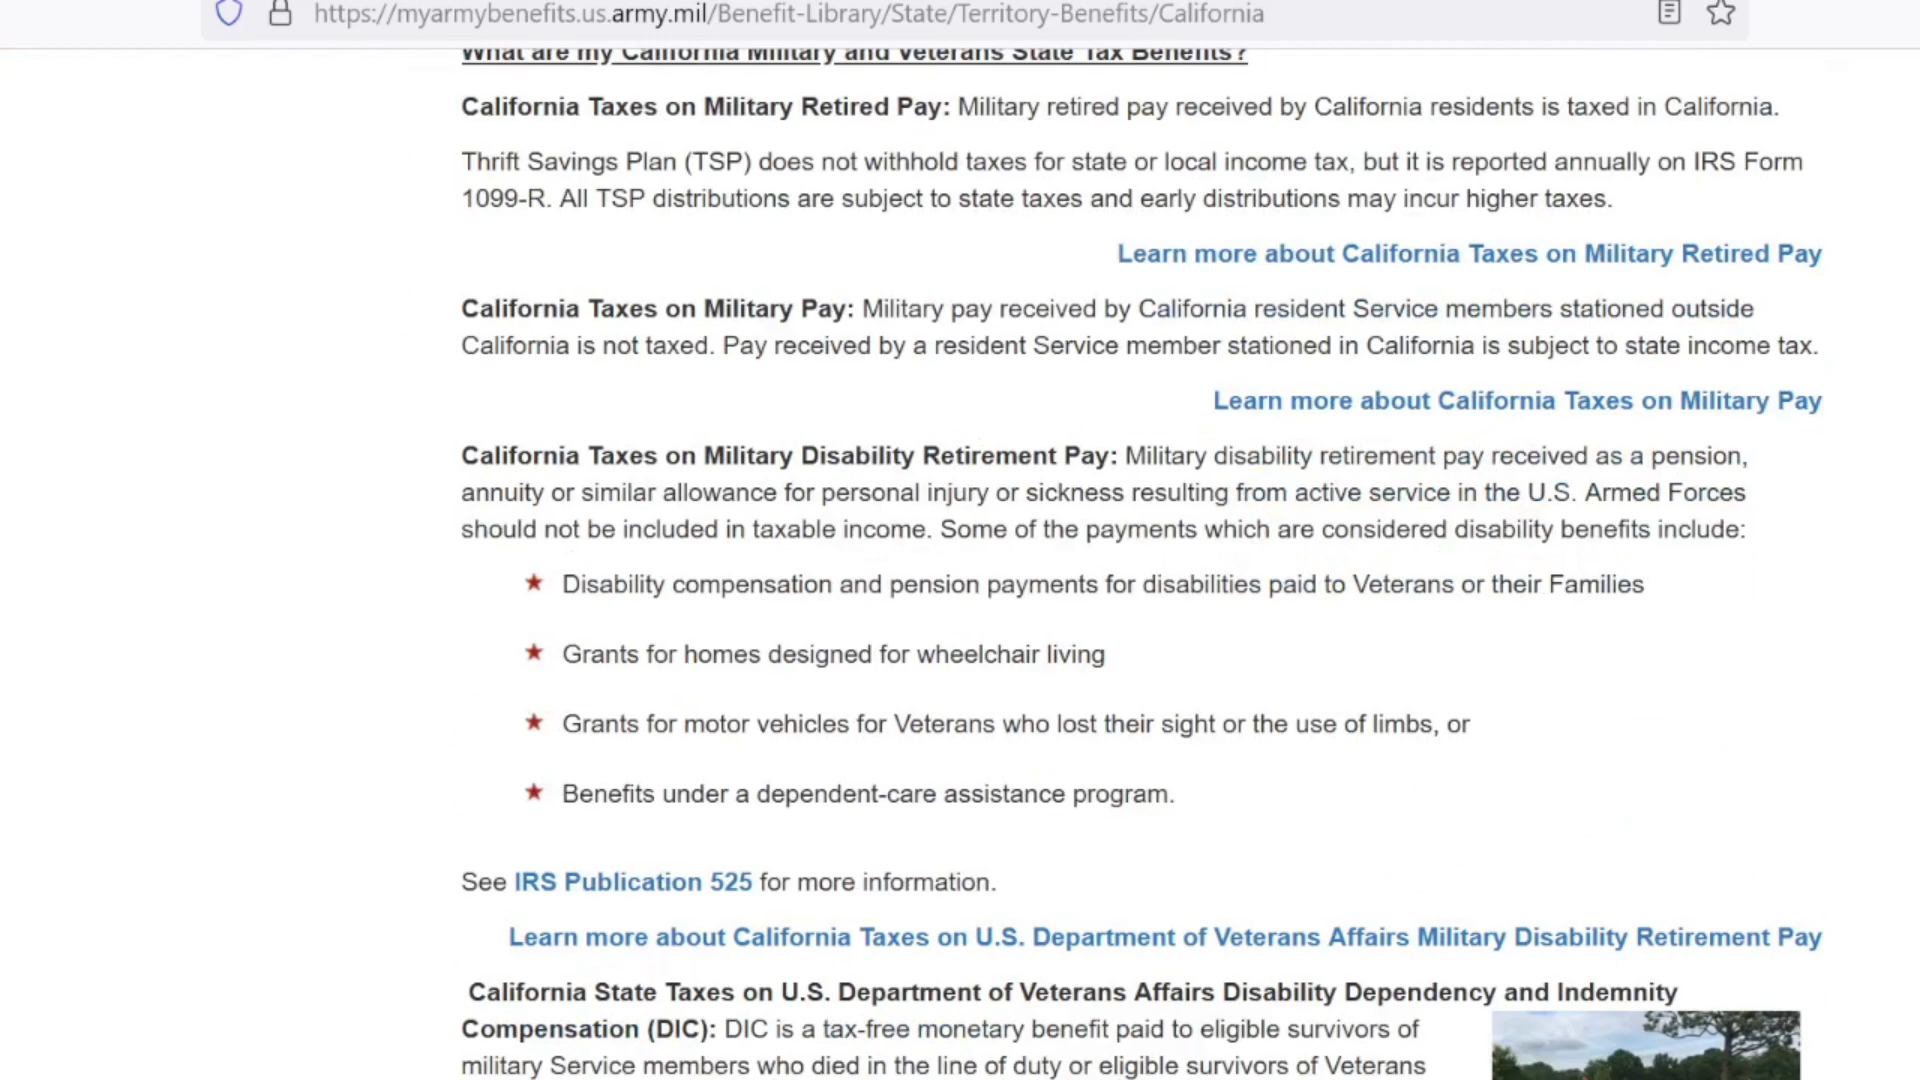 https://myarmybenefits.us.army.mil/Benefit-Library/State/Territory-Benefits/California
What are my California Military and Veterans State Tax Benefits?
California Taxes on Military Retired Pay: Military retired pay received by California residents is taxed in California.
Thrift Savings Plan (TSP) does not withhold taxes for state or local income tax, but it is reported annually on IRS Form
1099-R. All TSP distributions are subject to state taxes and early distributions may incur higher taxes.
Learn more about California Taxes on Military Retired Pay
California Taxes on Military Pay: Military pay received by California resident Service members stationed outside
California is not taxed. Pay received by a resident Service member stationed in California is subject to state income tax.
Learn more about California Taxes on Military Pay
California Taxes on Military Disability Retirement Pay: Military disability retirement pay received as a pension,
annuity or similar allowance for personal injury or sickness resulting from active service in the U.S. Armed Forces
should not be included in taxable income. Some of the payments which are considered disability benefits include:
Disability compensation and pension payments for disabilities paid to Veterans or their Families
Grants for homes designed for wheelchair living
Grants for motor vehicles for Veterans who lost their sight or the use of limbs, or
Benefits under a dependent-care assistance program.
See IRS Publication 525 for more information.
Learn more about California Taxes on U.S. Department of Veterans Affairs Military Disability Retirement Pay
California State Taxes on U.S. Department of Veterans Affairs Disability Dependency and Indemnity
Compensation (DIC): DIC is a tax-free monetary benefit paid to eligible survivors of
military Service members who died in the line of duty or eligible survivors of Veterans